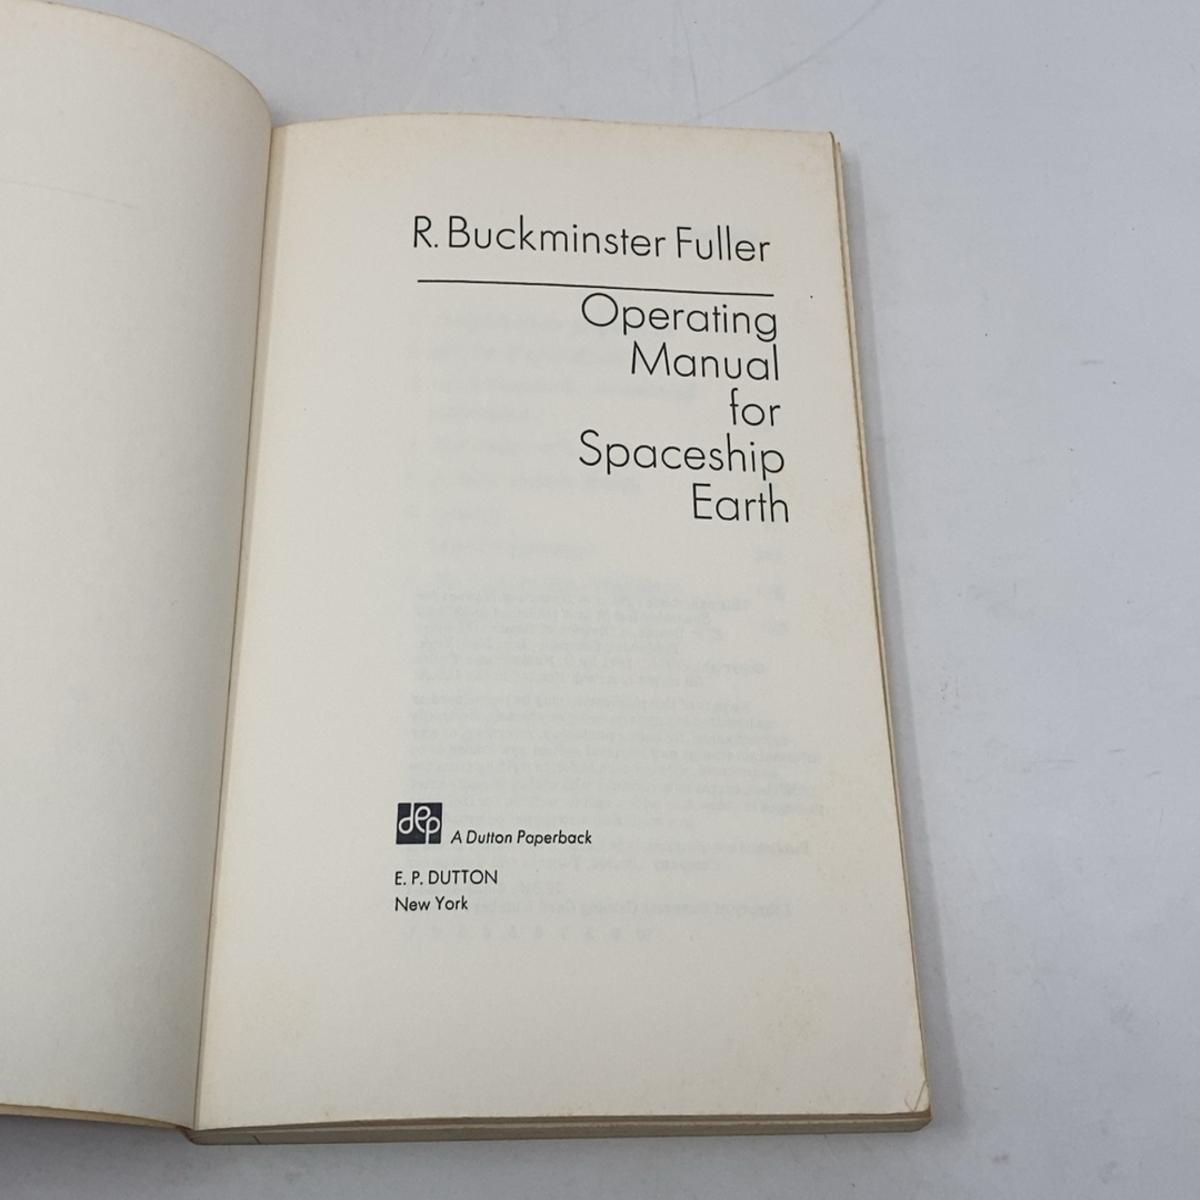 R. Buckminster Fuller
Operating
Manual
for
Spaceship
Earth
dep
A Dutton Paperback
E. P. DUTTON
New York